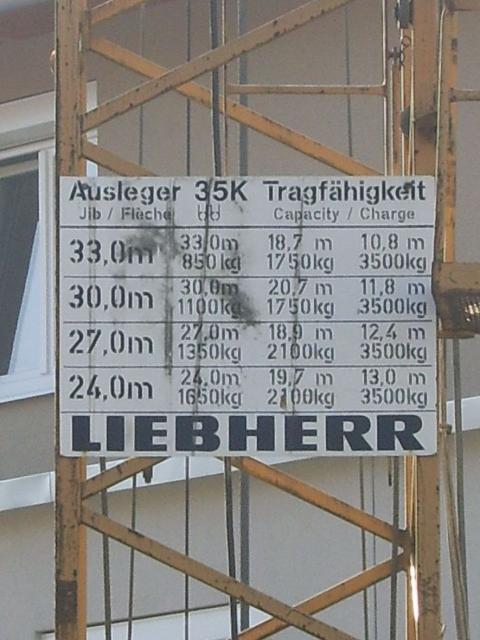 Ausleger 35K Tragfähigkeit
Jib / Flèche Capacity / Charge
33,0m 33,0m 18,7 m 10,8 m
850kg 1750kg 3500kg
30,0m 30,0m 20,7 m 11,8 m
1100kg 1750kg 3500kg
27,0m 27,0m 18,9 m 12,4 m
1350kg 2100kg 3500kg
24,0m 24,0m 19,7 m 13,0 m
1650kg 2100kg 3500kg
LIEBHERR